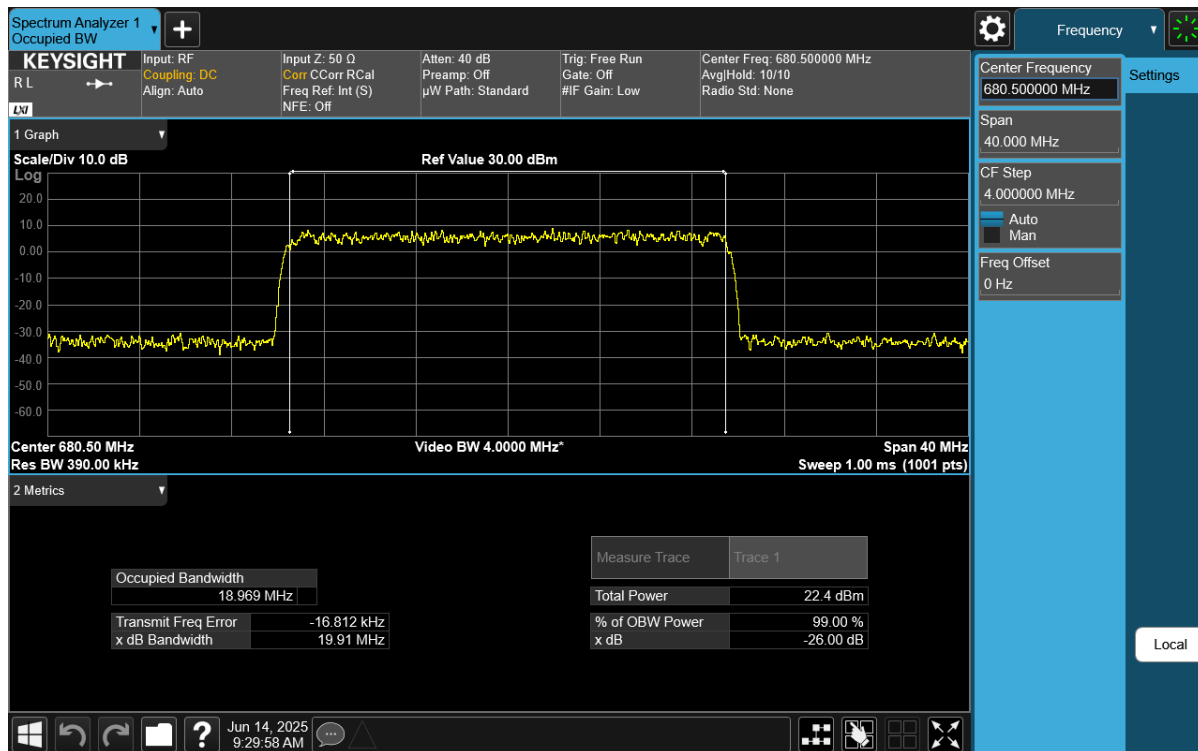 Spectrum Analyzer 1
Occupied BW
Frequency
KEYSIGHT
R L
LXI
Input: RF
Coupling: DC
Align: Auto
Input Z: 50 Ω
Corr CCorr RCal
Freq Ref: Int (S)
NFE: Off
Atten: 40 dB
Preamp: Off
µW Path: Standard
Trig: Free Run
Gate: Off
#IF Gain: Low
Center Freq: 680.500000 MHz
Avg|Hold: 10/10
Radio Std: None
Center Frequency
680.500000 MHz
Settings
Span
40.000 MHz
CF Step
4.000000 MHz
Auto
Man
Freq Offset
0 Hz
Local
1 Graph
Scale/Div 10.0 dB
Ref Value 30.00 dBm
Log
20.0
10.0
0.00
-10.0
-20.0
-30.0
-40.0
-50.0
-60.0
Center 680.50 MHz
Video BW 4.0000 MHz*
Span 40 MHz
Res BW 390.00 kHz
Sweep 1.00 ms (1001 pts)
2 Metrics
Measure Trace Trace 1
Occupied Bandwidth
18.969 MHz
Total Power 22.4 dBm
Transmit Freq Error -16.812 kHz
% of OBW Power 99.00 %
x dB Bandwidth 19.91 MHz
x dB -26.00 dB
?
Jun 14, 2025
9:29:58 AM